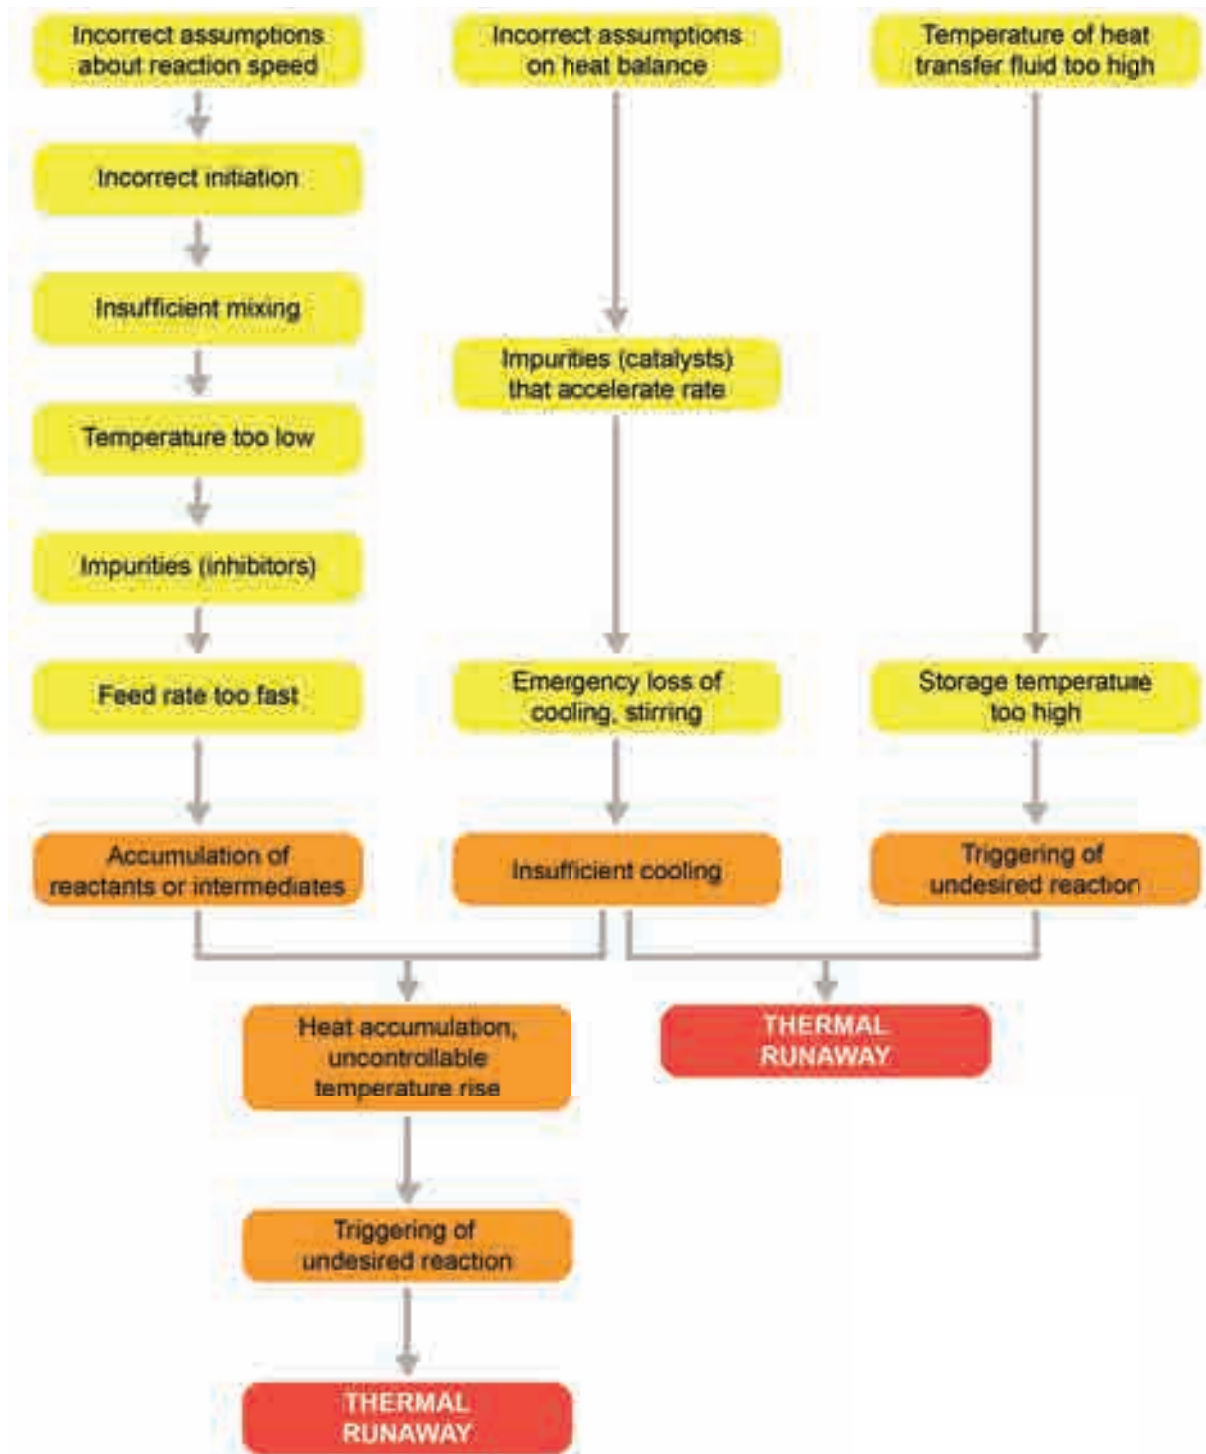 Incorrect assumptions
about reaction speed
Incorrect initiation
Insufficient mixing
Temperature too low
Impurities (inhibitors)
Feed rate too fast
Accumulation of
reactants or intermediates
Incorrect assumptions
on heat balance
Impurities (catalysts)
that accelerate rate
Emergency loss of
cooling, stirring
Insufficient cooling
Temperature of heat
transfer fluid too high
Storage temperature
too high
Triggering of
undesired reaction
Heat accumulation,
uncontrollable
temperature rise
Triggering of
undesired reaction
THERMAL
RUNAWAY
THERMAL
RUNAWAY